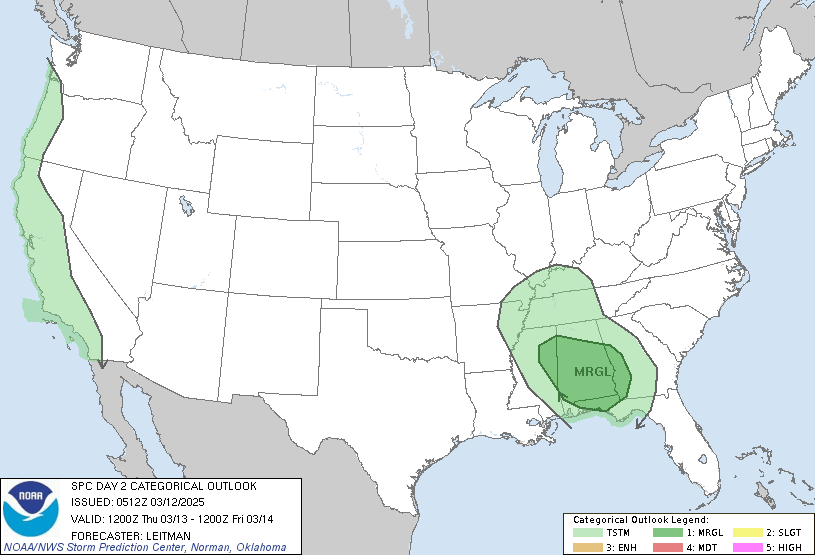 MRGL
NOAA
SPC DAY 2 CATEGORICAL OUTLOOK
ISSUED: 0512Z 03/12/2025
VALID: 1200Z Thu 03/13 - 1200Z Fri 03/14
FORECASTER: LEITMAN
NOAA/NWS Storm Prediction Center, Norman, Oklahoma
Categorical Outlook Legend:
TSTM 1: MRGL 2: SLGT
3: ENH 4: MDT 5: HIGH